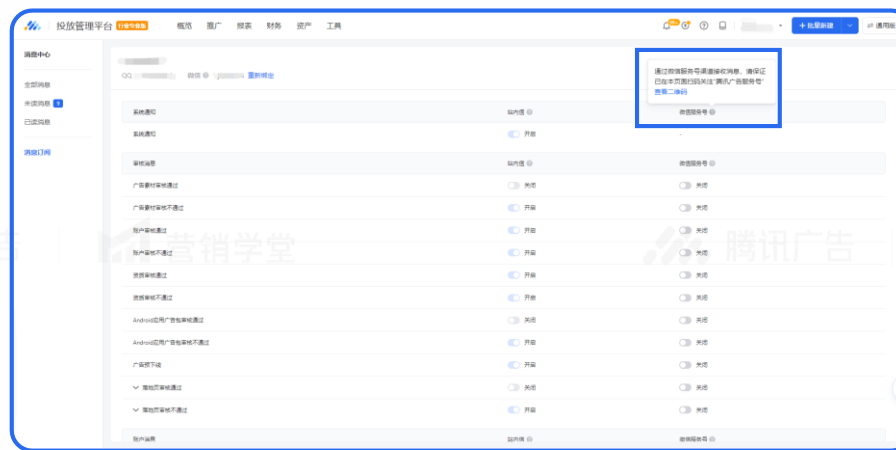 投放管理平台 行业专业版 概览 推广 报表 财务 资产 工具 + 批量新建 通用版
消息中心
全部消息
未读消息
已读消息
消息订阅
QQ 微信 重新绑定
通过微信服务号渠道接收消息，请保证
已在本页面扫码关注“腾讯广告服务号”
查看二维码
系统通知 站内信 微信服务号
系统通知 开启 -
审核消息 站内信 微信服务号
广告素材审核通过 关闭 关闭
广告素材审核不通过 开启 关闭
账户审核通过 开启 关闭
账户审核不通过 开启 关闭
资质审核通过 开启 关闭
资质审核不通过 开启 关闭
Android应用广告包审核通过 关闭 关闭
Android应用广告包审核不通过 开启 关闭
广告预下线 开启 关闭
落地页审核通过 关闭 关闭
落地页审核不通过 开启 关闭
账户消息 站内信 微信服务号
告 | 营销学堂 腾讯广告